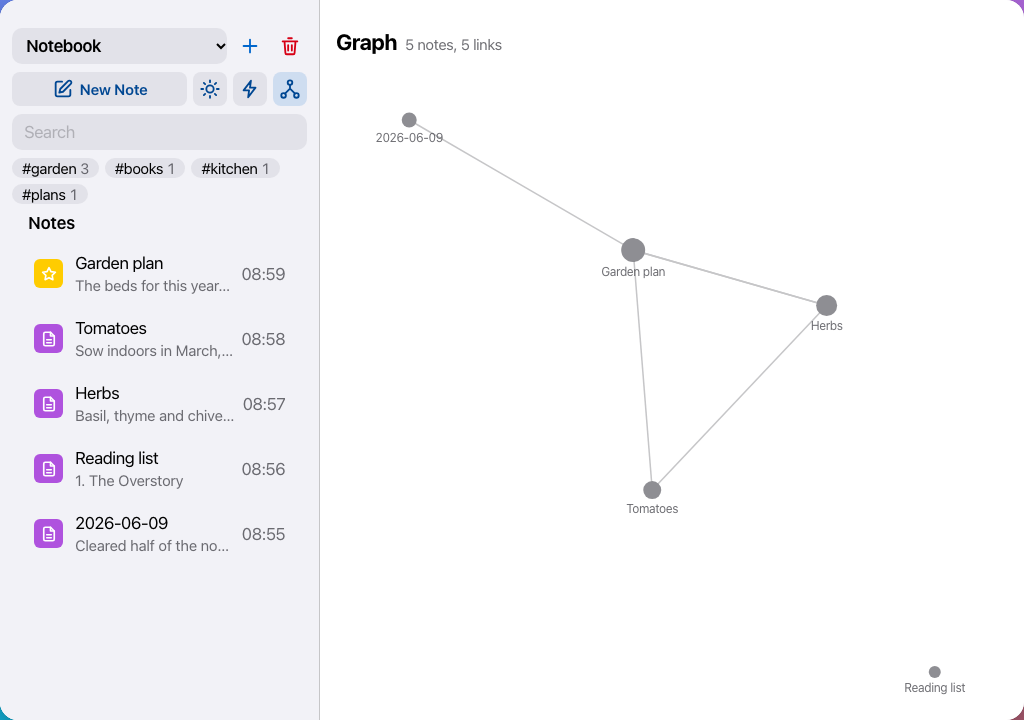 Notebook
New Note
Search
#garden 3
#books 1
#kitchen 1
#plans 1
Notes
Garden plan
The beds for this year...
08:59
Tomatoes
Sow indoors in March,...
08:58
Herbs
Basil, thyme and chive...
08:57
Reading list
1. The Overstory
08:56
2026-06-09
Cleared half of the no...
08:55
Graph 5 notes, 5 links
2026-06-09
Garden plan
Herbs
Tomatoes
Reading list